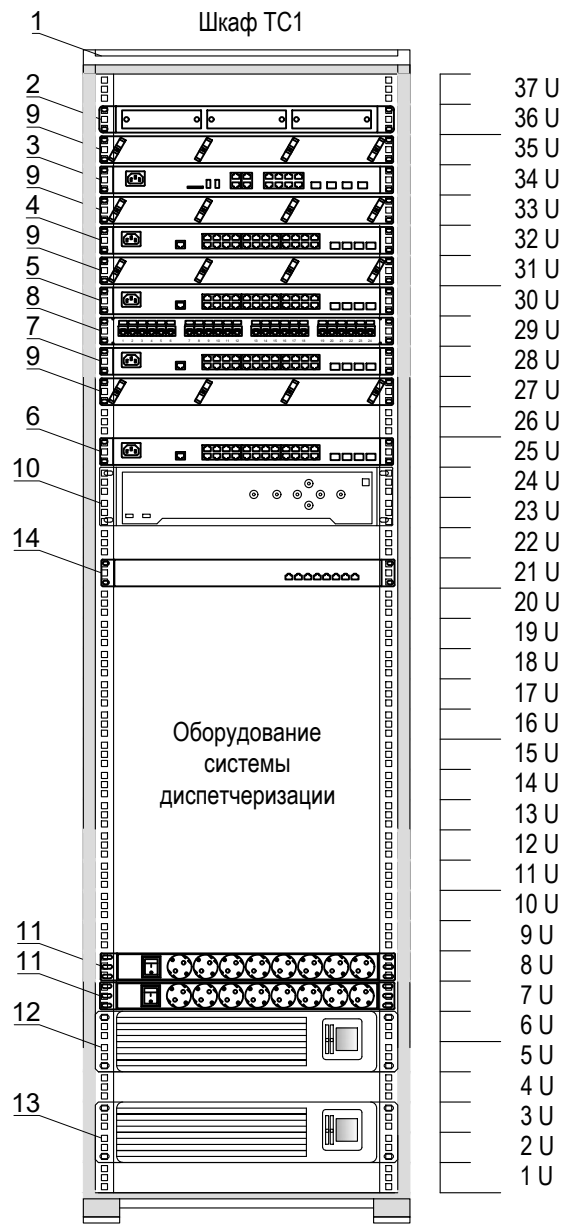 Шкаф ТС1
1
2
9
3
9
4
9
5
8
7
9
6
10
14
11
11
12
13
37 U
36 U
35 U
34 U
33 U
32 U
31 U
30 U
29 U
28 U
27 U
26 U
25 U
24 U
23 U
22 U
21 U
20 U
19 U
18 U
17 U
16 U
15 U
14 U
13 U
12 U
11 U
10 U
9 U
8 U
7 U
6 U
5 U
4 U
3 U
2 U
1 U
Оборудование
системы
диспетчеризации